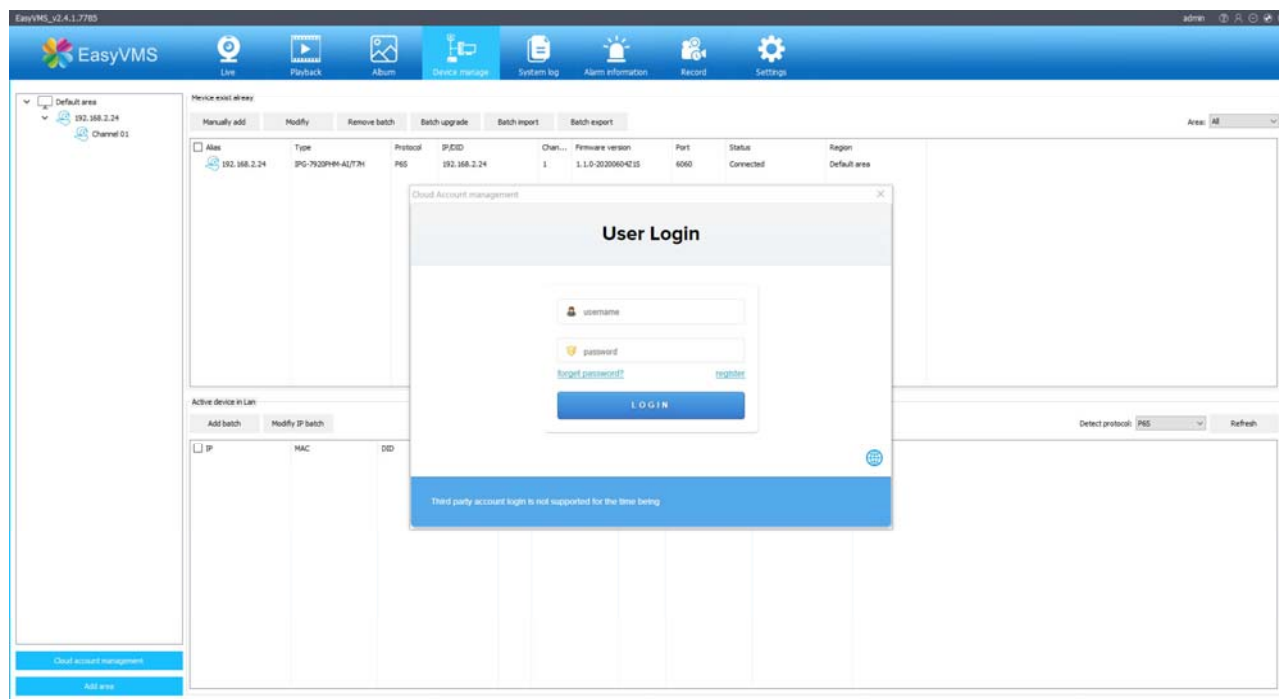 EasyVMS_v2.4.1.7785
admin
EasyVMS
Live
Playback
Album
Device manage
System log
Alarm information
Record
Settings
Default area
192.168.2.24
Channel 01
Mevice exist alreay
Manually add
Modifiy
Remove batch
Batch upgrade
Batch import
Batch export
Area: All
Alias
Type
Protocol
IP/DID
Chan...
Firmware version
Port
Status
Region
192.168.2.24
IPG-7920PHM-AI/T7H
P6S
192.168.2.24
1
1.1.0-20200604Z1S
6060
Connected
Default area
Cloud Account management
User Login
username
password
forget password?
register
LOGIN
Third party account login is not supported for the time being
Active device in Lan
Add batch
Modifiy IP batch
Detect protocol: P6S
Refresh
IP
MAC
DID
Cloud account management
Add area